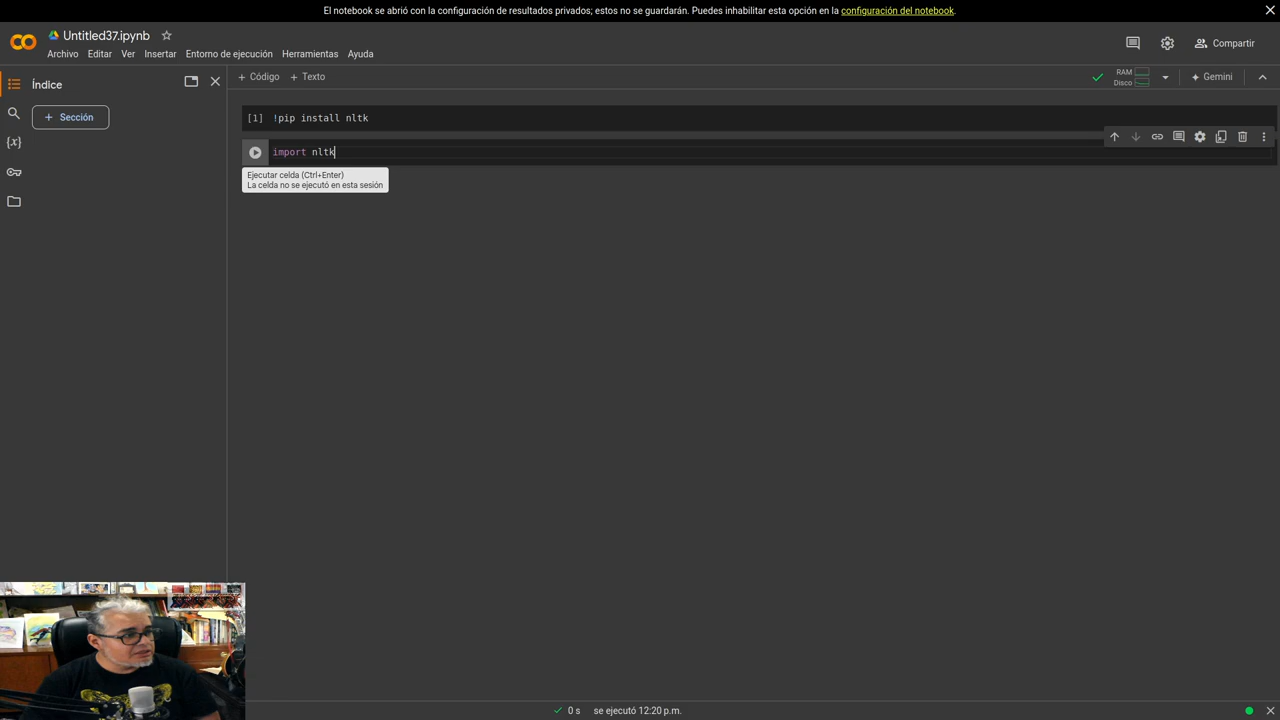 El notebook se abrió con la configuración de resultados privados; estos no se guardarán. Puedes inhabilitar esta opción en la configuración del notebook.
Untitled37.ipynb
Archivo Editar Ver Insertar Entorno de ejecución Herramientas Ayuda
Compartir
Índice
+ Código + Texto
RAM
Disco
Gemini
+ Sección
[1] !pip install nltk
import nltk
Ejecutar celda (Ctrl+Enter)
La celda no se ejecutó en esta sesión
0 s se ejecutó 12:20 p.m.